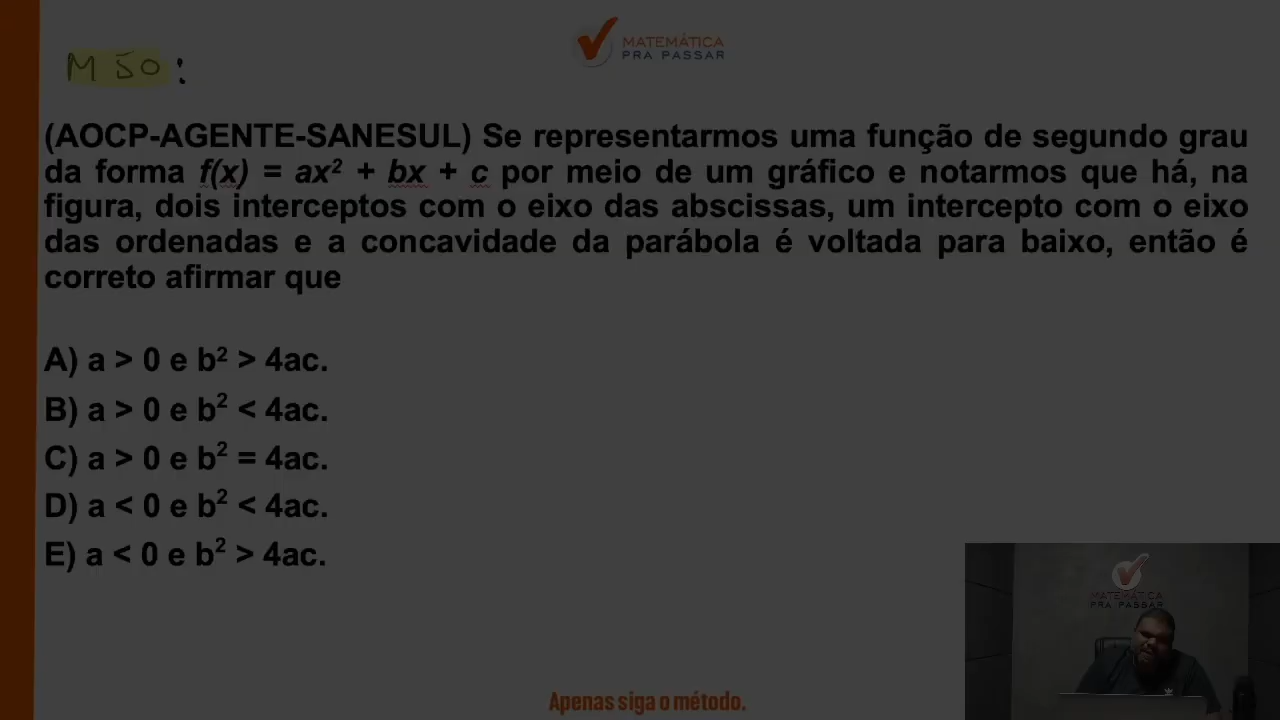 MATEMÁTICA
PRA PASSAR
M 50:
(AOCP-AGENTE-SANESUL) Se representarmos uma função de segundo grau
da forma f(x) = ax² + bx + c por meio de um gráfico e notarmos que há, na
figura, dois interceptos com o eixo das abscissas, um intercepto com o eixo
das ordenadas e a concavidade da parábola é voltada para baixo, então é
correto afirmar que
A) a > 0 e b² > 4ac.
B) a > 0 e b² < 4ac.
C) a > 0 e b² = 4ac.
D) a < 0 e b² < 4ac.
E) a < 0 e b² > 4ac.
MATEMÁTICA
PRA PASSAR
Apenas siga o método.